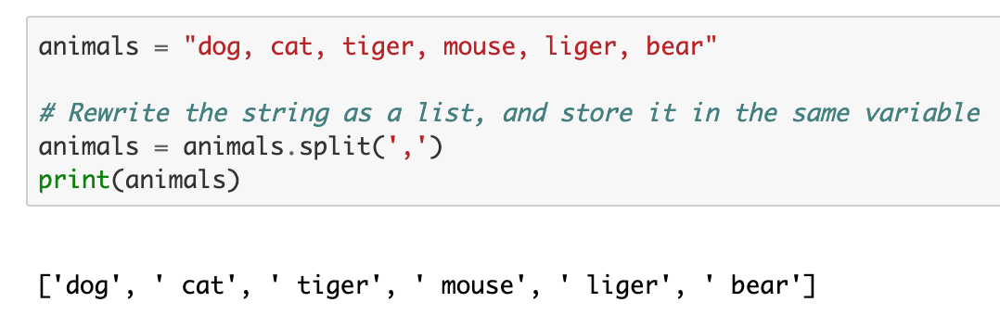 animals = "dog, cat, tiger, mouse, liger, bear"
# Rewrite the string as a list, and store it in the same variable
animals = animals.split(',')
print(animals)
['dog', ' cat', ' tiger', ' mouse', ' liger', ' bear']